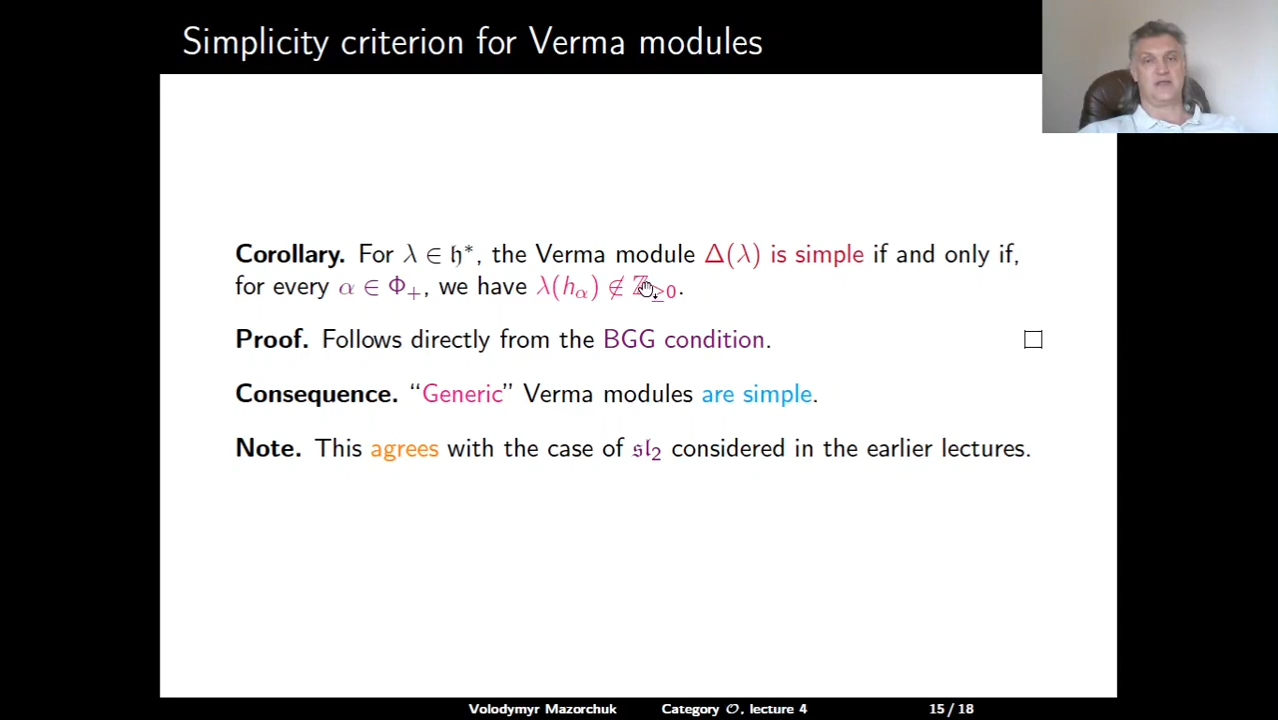 Simplicity criterion for Verma modules
Corollary. For λ ∈ 𝔥*, the Verma module Δ(λ) is simple if and only if,
for every α ∈ Φ₊, we have λ(h_α) ∉ ℤ_≥0.
Proof. Follows directly from the BGG condition. □
Consequence. “Generic” Verma modules are simple.
Note. This agrees with the case of 𝔰𝔩₂ considered in the earlier lectures.
Volodymyr Mazorchuk Category 𝒪, lecture 4 15 / 18